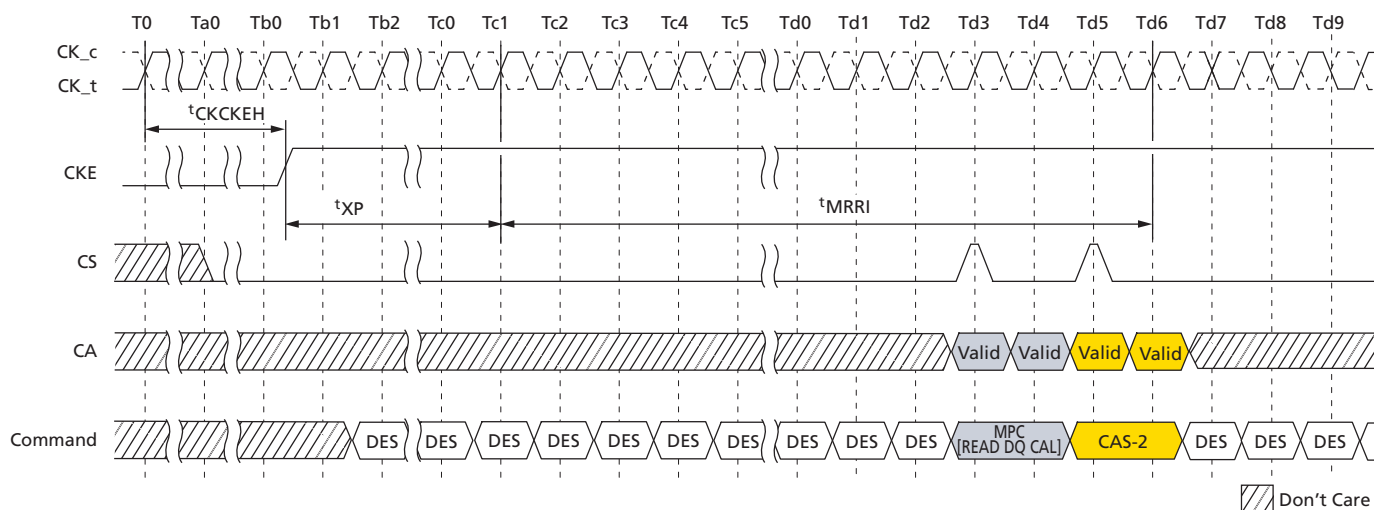 T0 Ta0 Tb0 Tb1 Tb2 Tc0 Tc1 Tc2 Tc3 Tc4 Tc5 Td0 Td1 Td2 Td3 Td4 Td5 Td6 Td7 Td8 Td9
CK_c
CK_t
tCKCKEH
CKE
tXP tMRRI
CS
CA Valid Valid Valid Valid
Command DES DES DES DES DES DES DES DES DES DES MPC [READ DQ CAL] CAS-2 DES DES DES
Don't Care